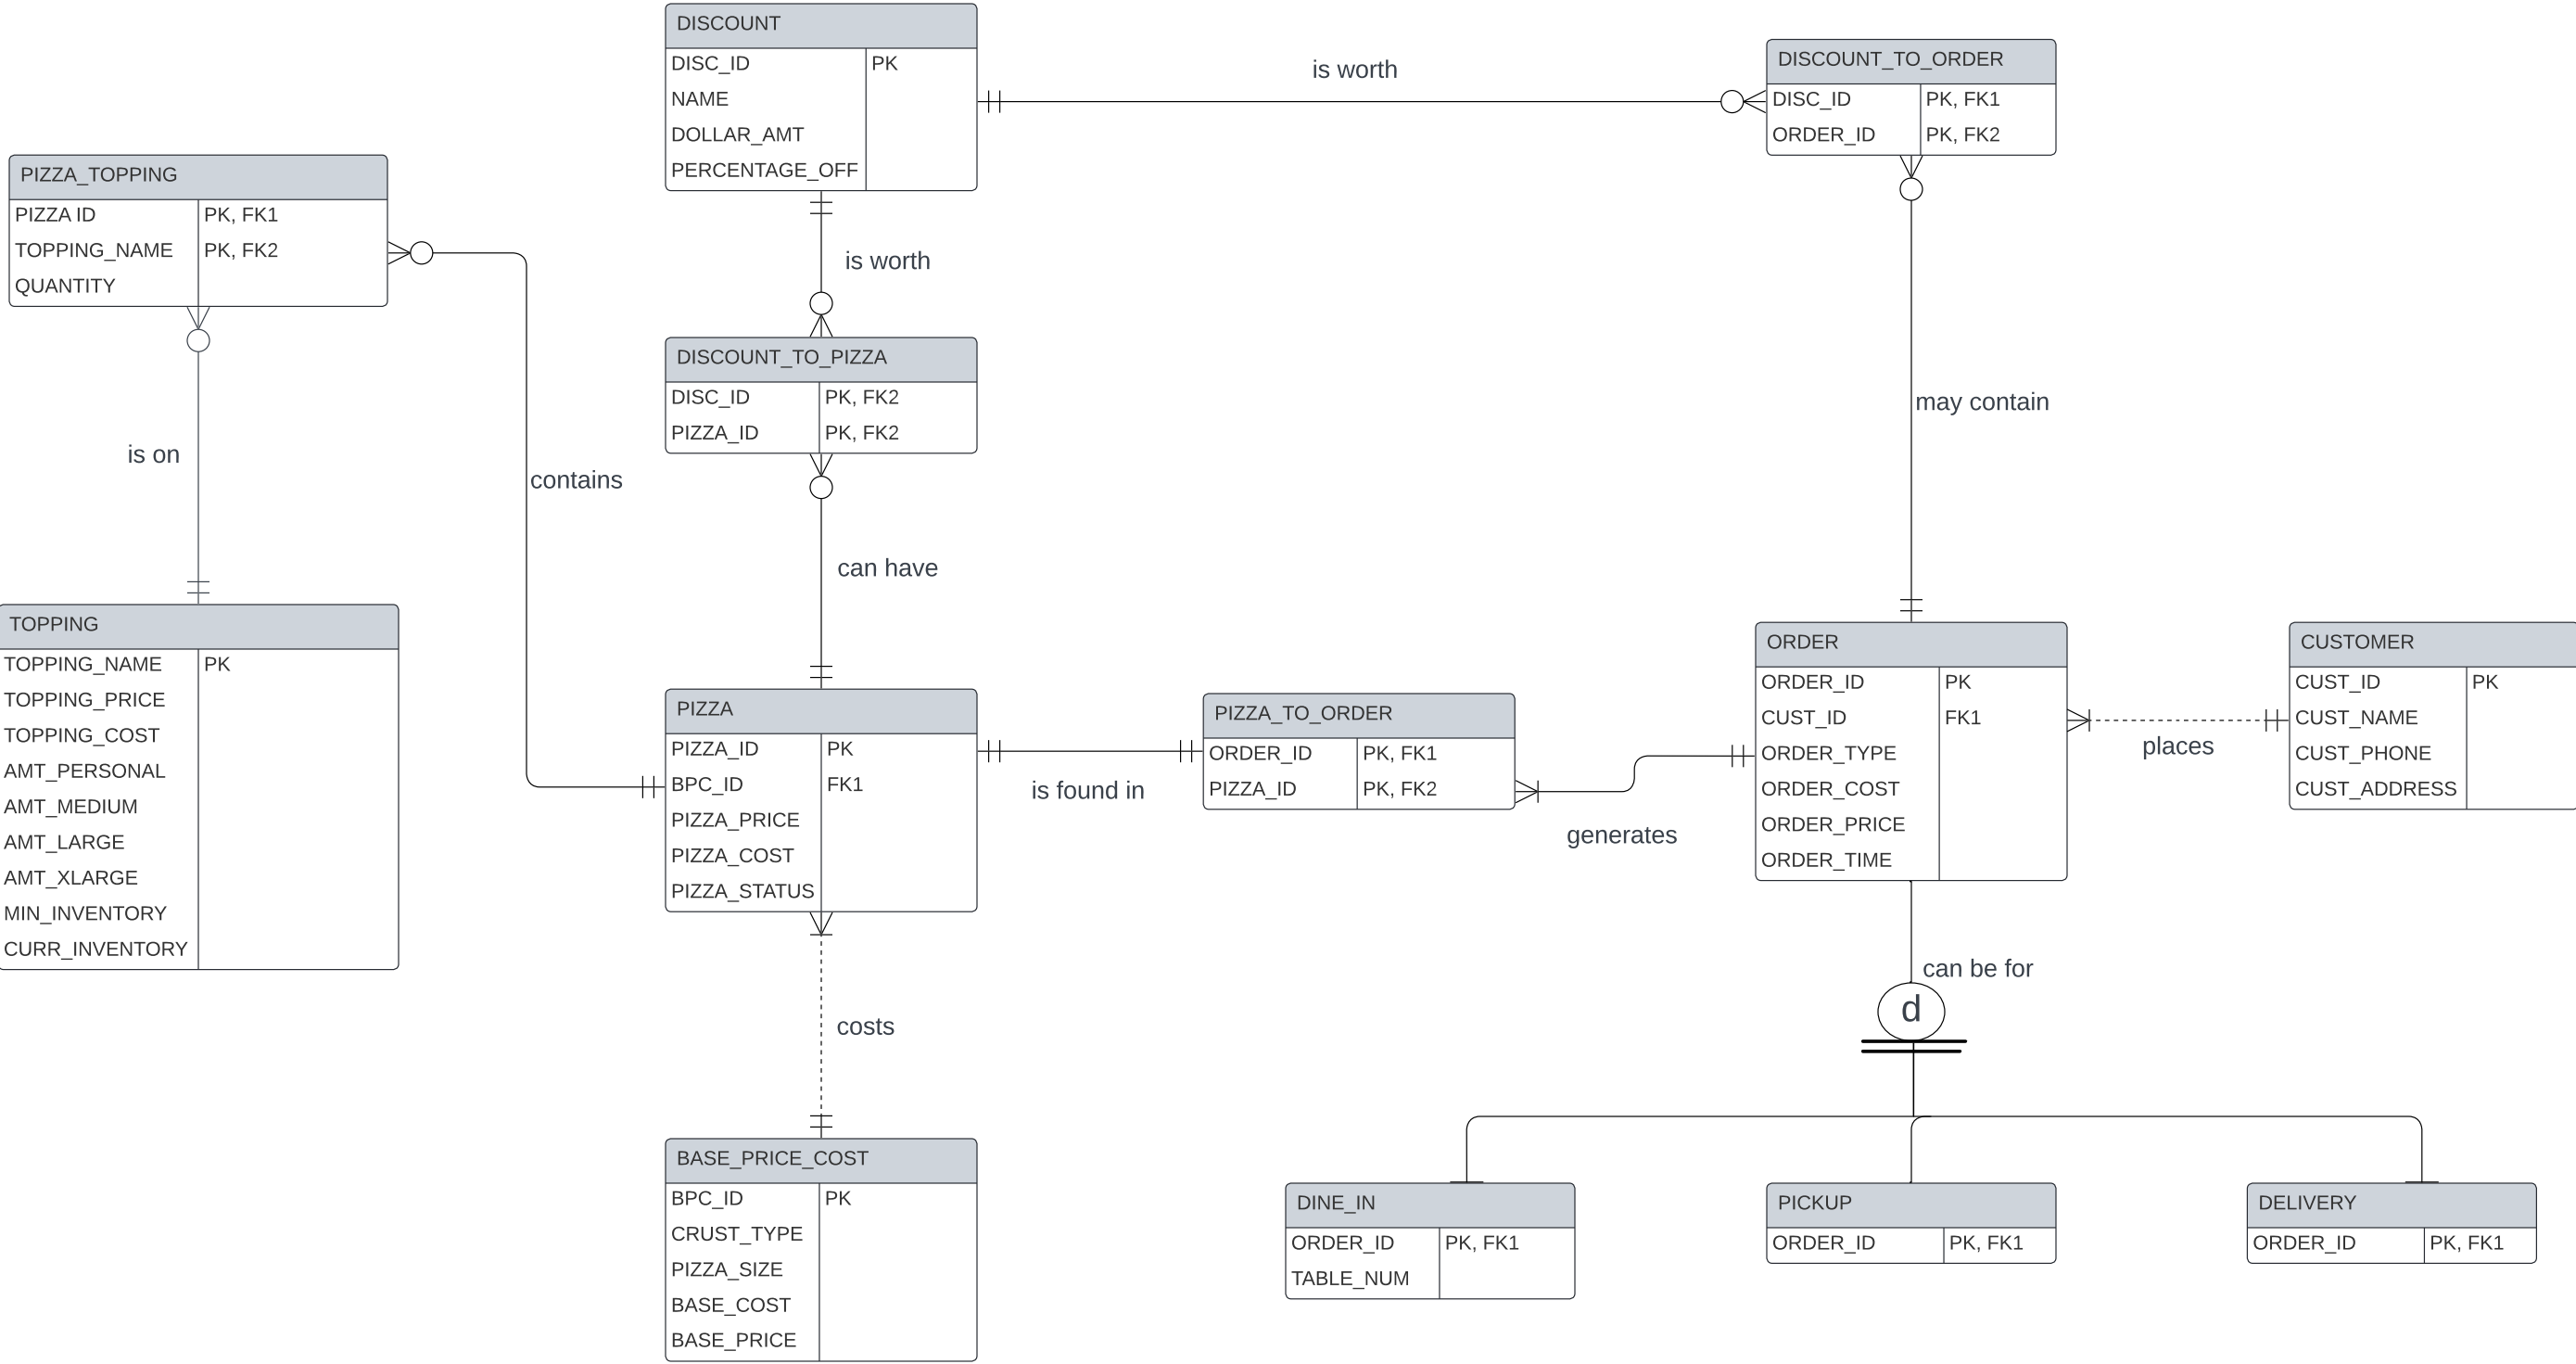 DISCOUNT
DISC_ID PK
NAME
DOLLAR_AMT
PERCENTAGE_OFF
is worth
DISCOUNT_TO_ORDER
DISC_ID PK, FK1
ORDER_ID PK, FK2
PIZZA_TOPPING
PIZZA ID PK, FK1
TOPPING_NAME PK, FK2
QUANTITY
is worth
DISCOUNT_TO_PIZZA
DISC_ID PK, FK2
PIZZA_ID PK, FK2
may contain
is on
contains
can have
TOPPING
TOPPING_NAME PK
TOPPING_PRICE
TOPPING_COST
AMT_PERSONAL
AMT_MEDIUM
AMT_LARGE
AMT_XLARGE
MIN_INVENTORY
CURR_INVENTORY
PIZZA
PIZZA_ID PK
BPC_ID FK1
PIZZA_PRICE
PIZZA_COST
PIZZA_STATUS
is found in
PIZZA_TO_ORDER
ORDER_ID PK, FK1
PIZZA_ID PK, FK2
generates
ORDER
ORDER_ID PK
CUST_ID FK1
ORDER_TYPE
ORDER_COST
ORDER_PRICE
ORDER_TIME
places
CUSTOMER
CUST_ID PK
CUST_NAME
CUST_PHONE
CUST_ADDRESS
can be for
d
costs
BASE_PRICE_COST
BPC_ID PK
CRUST_TYPE
PIZZA_SIZE
BASE_COST
BASE_PRICE
DINE_IN
ORDER_ID PK, FK1
TABLE_NUM
PICKUP
ORDER_ID PK, FK1
DELIVERY
ORDER_ID PK, FK1